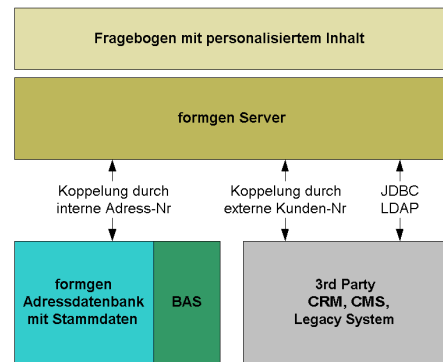 Fragebogen mit personalisiertem Inhalt
formgen Server
Koppelung durch
interne Adress-Nr
Koppelung durch
externe Kunden-Nr
JDBC
LDAP
formgen
Adressdatenbank
mit Stammdaten
BAS
3rd Party
CRM, CMS,
Legacy System